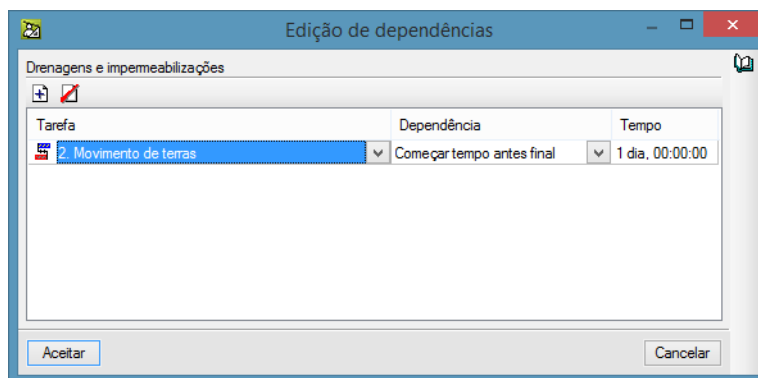 Edição de dependências
Drenagens e impermeabilizações
Tarefa Dependência Tempo
2. Movimento de terras Começar tempo antes final 1 dia, 00:00:00
Aceitar Cancelar